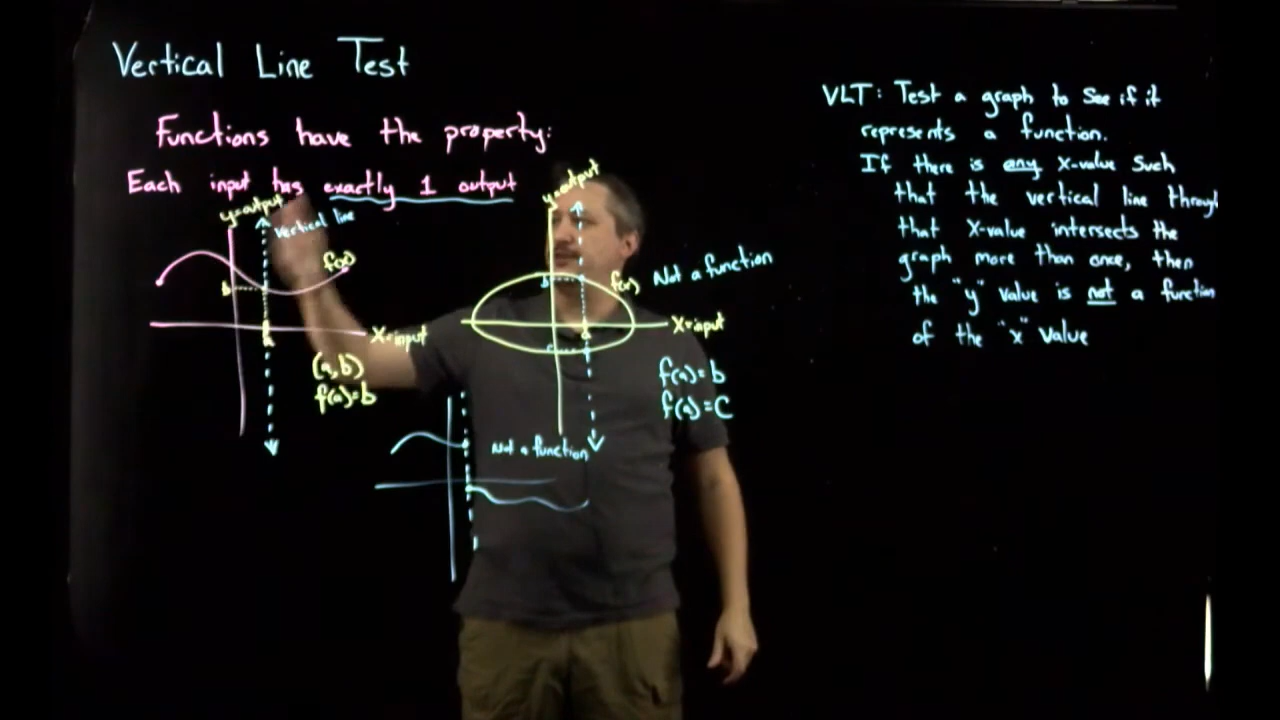 Vertical Line Test
Functions have the property:
Each input has exactly 1 output
y=output
vertical line
f(x)
b
x=input
a
(a,b)
f(a)=b
y=output
f(x)
Not a function
b
x=input
f(a)=b
f(a)=c
Not a function
VLT: Test a graph to see if it
represents a function.
If there is any x-value such
that the vertical line through
that x-value intersects the
graph more than once, then
the "y" value is not a function
of the "x" value